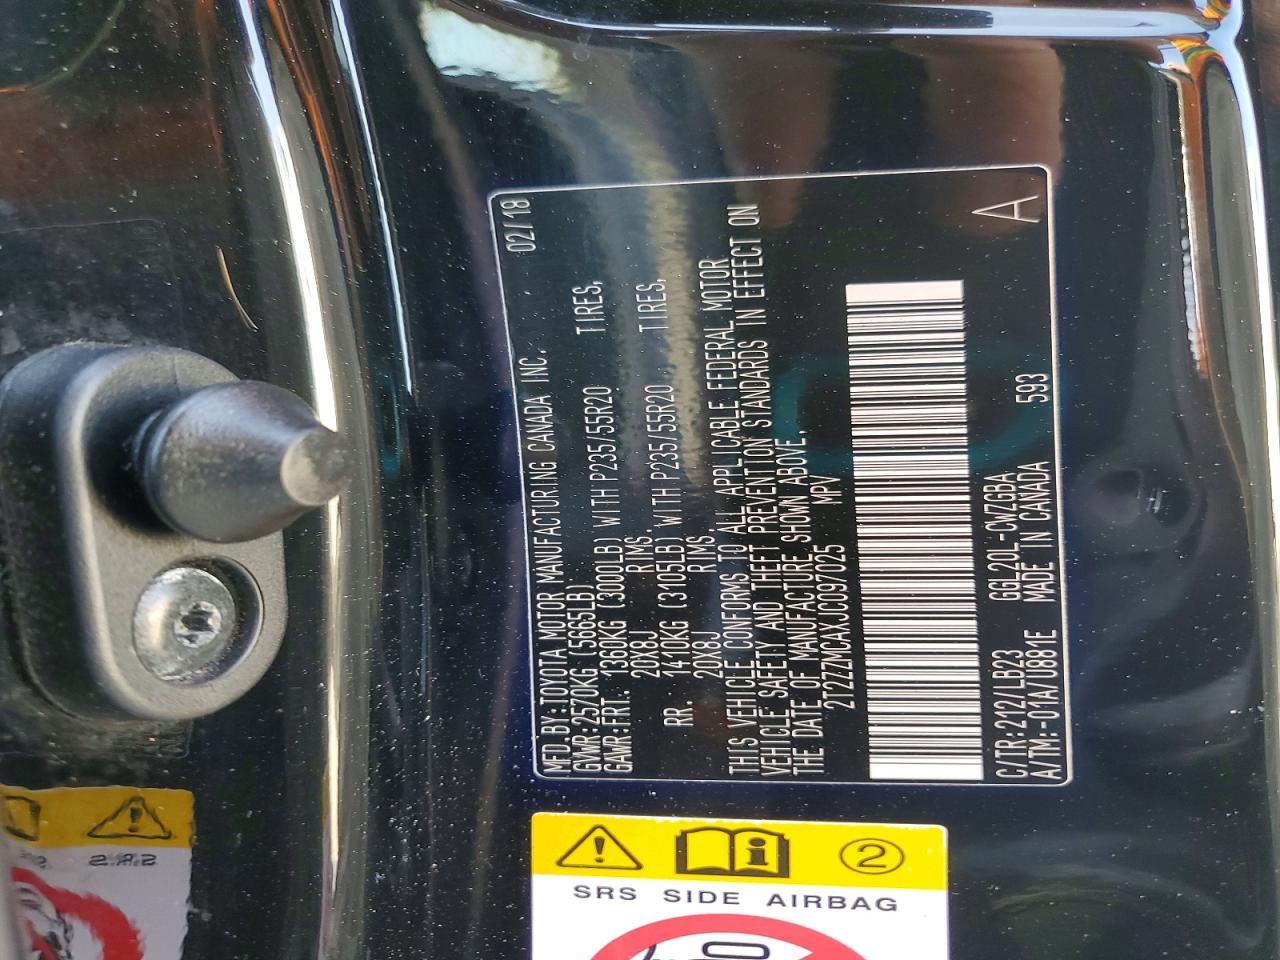 MFD.BY:TOYOTA MOTOR MANUFACTURING CANADA INC. 02/18
GVWR:2570KG (5665LB)
GAWR:FRT. 1360KG (3000LB) WITH P235/55R20 TIRES,
20X8J RIMS,
RR. 1410KG (3105LB) WITH P235/55R20 TIRES,
20X8J RIMS.
THIS VEHICLE CONFORMS TO ALL APPLICABLE FEDERAL MOTOR
VEHICLE SAFETY AND THEFT PREVENTION STANDARDS IN EFFECT ON
THE DATE OF MANUFACTURE SHOWN ABOVE.
2T2ZZMCAXJC097025 MPV
C/TR:212/LB23 GGL20L-CWZGBA A
A/TM:-01A/U881E MADE IN CANADA 593
2
SRS SIDE AIRBAG
S.R.S